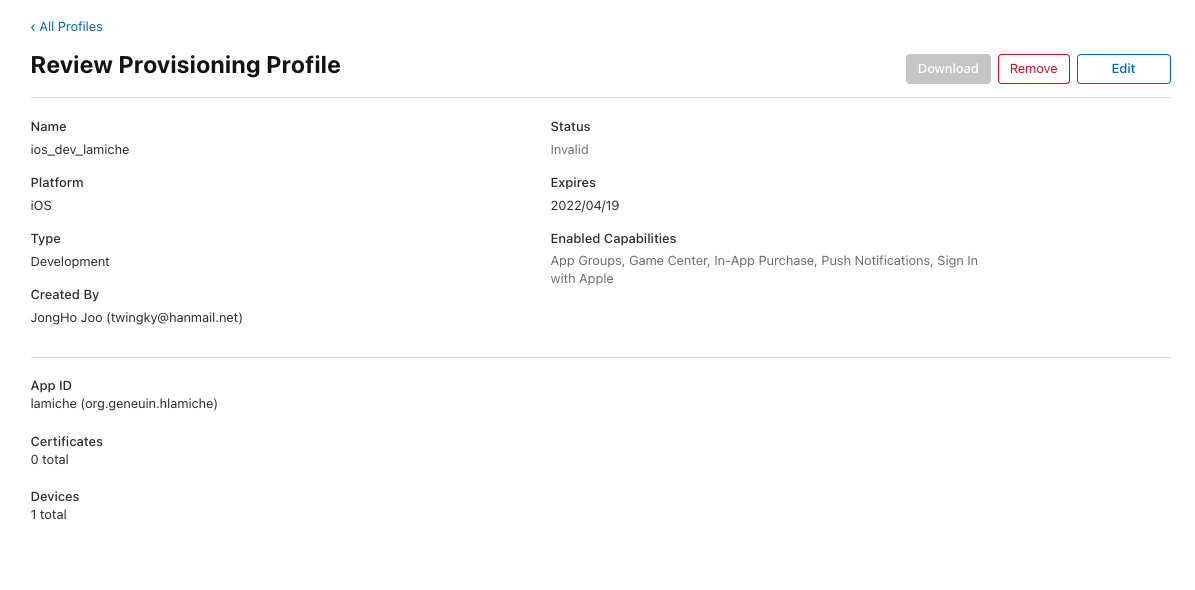 ‹ All Profiles
Review Provisioning Profile
Download
Remove
Edit
Name
ios_dev_lamiche
Status
Invalid
Platform
iOS
Expires
2022/04/19
Type
Development
Enabled Capabilities
App Groups, Game Center, In-App Purchase, Push Notifications, Sign In
with Apple
Created By
JongHo Joo (twingky@hanmail.net)
App ID
lamiche (org.geneuin.hlamiche)
Certificates
0 total
Devices
1 total